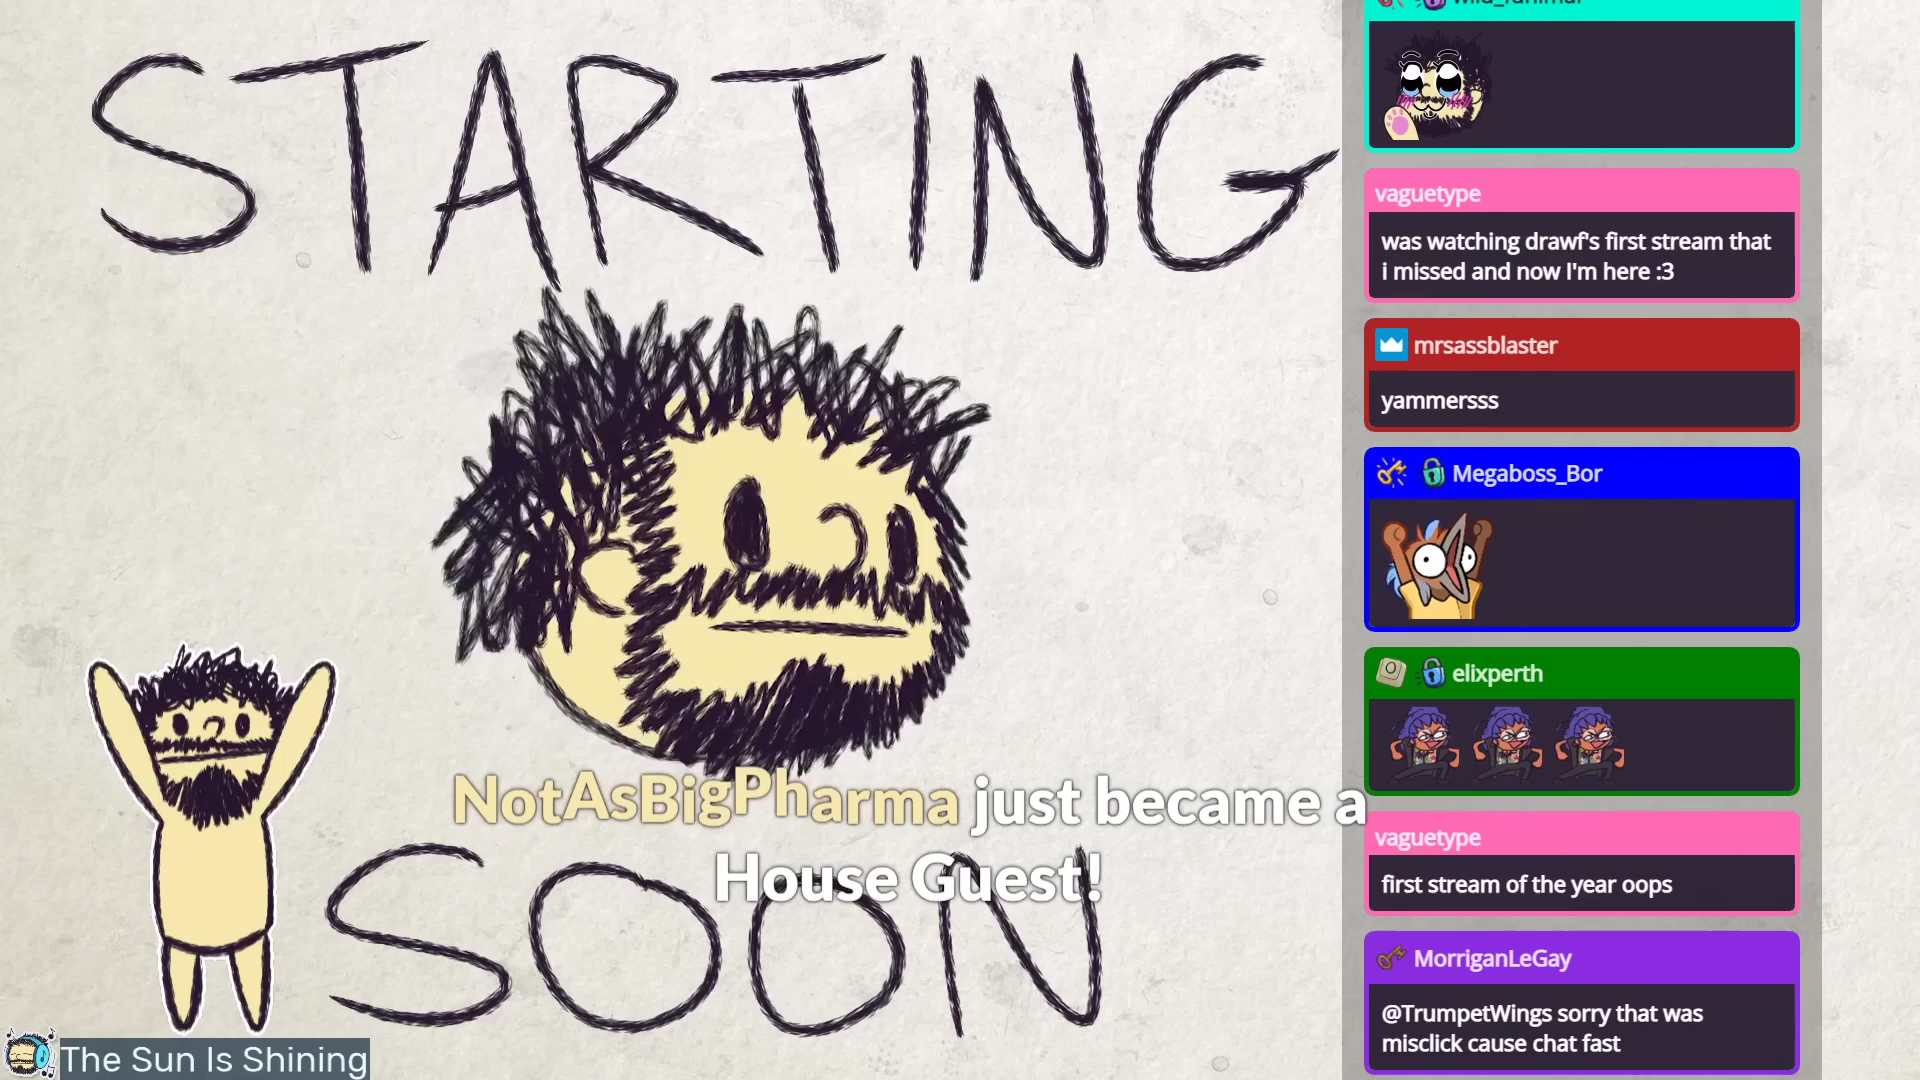 STARTING
SOON
NotAsBigPharma just became a
House Guest!
The Sun Is Shining
vaguetype
was watching drawf's first stream that
i missed and now I'm here :3
mrsassblaster
yammersss
Megaboss_Bor
elixperth
vaguetype
first stream of the year oops
MorriganLeGay
@TrumpetWings sorry that was
misclick cause chat fast